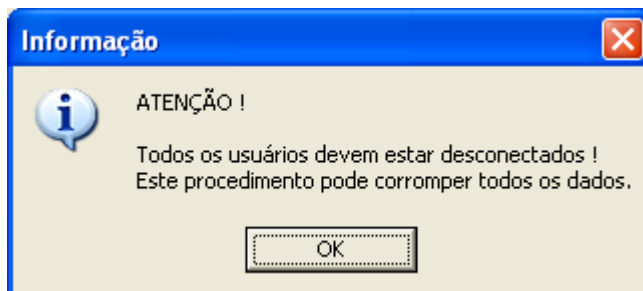 Informação
ATENÇÃO !
Todos os usuários devem estar desconectados !
Este procedimento pode corromper todos os dados.
OK